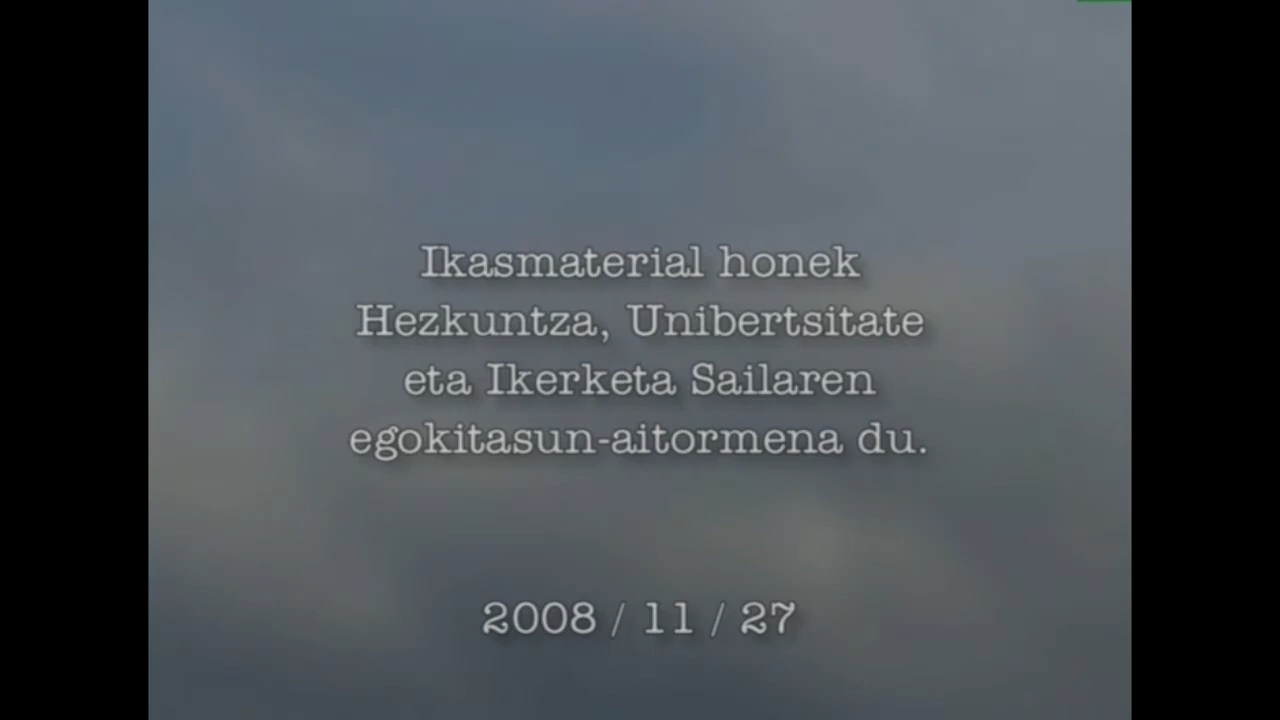 Ikasmaterial honek
Hezkuntza, Unibertsitate
eta Ikerketa Sailaren
egokitasun-aitormena du.
2008 / 11 / 27